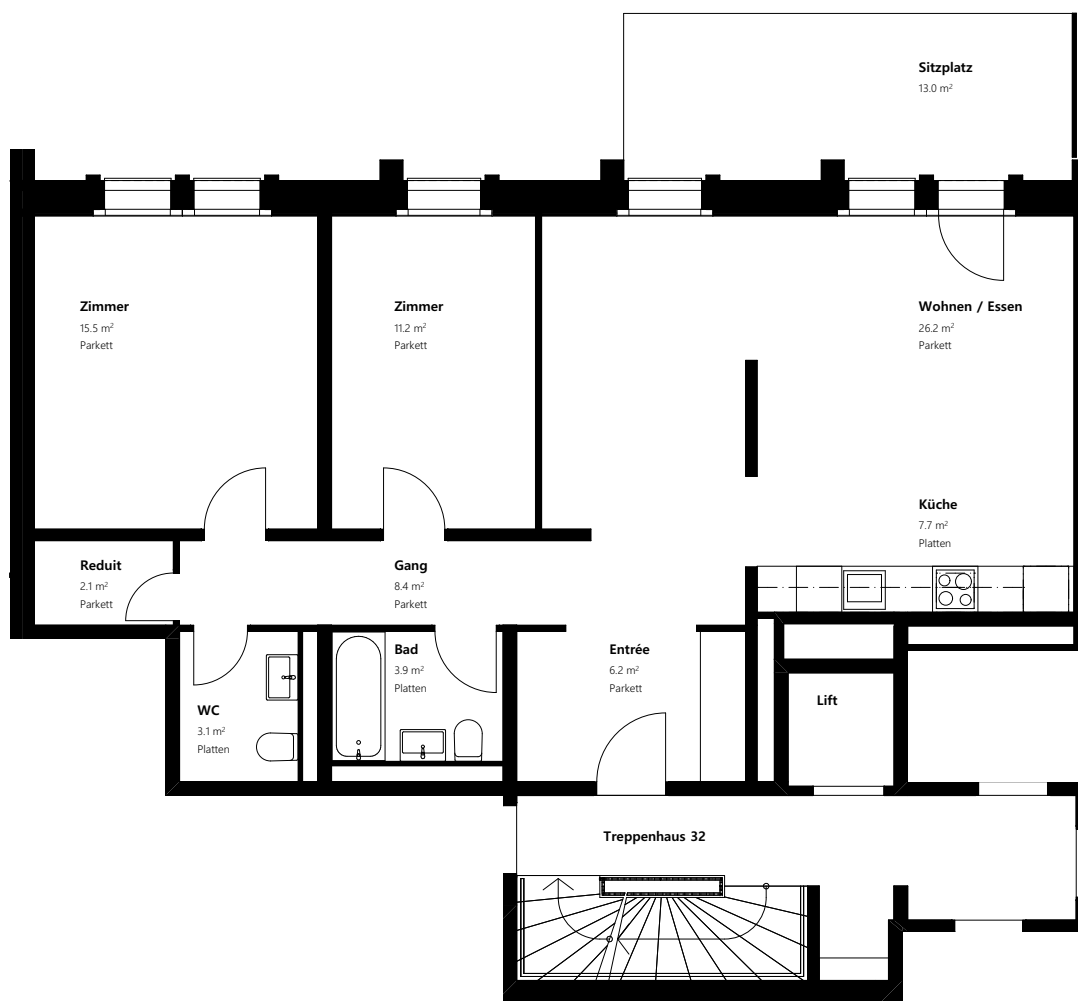 Sitzplatz
13.0 m²
Zimmer
15.5 m²
Parkett
Zimmer
11.2 m²
Parkett
Wohnen / Essen
26.2 m²
Parkett
Küche
7.7 m²
Platten
Reduit
2.1 m²
Parkett
Gang
8.4 m²
Parkett
Bad
3.9 m²
Platten
Entrée
6.2 m²
Parkett
WC
3.1 m²
Platten
Lift
Treppenhaus 32